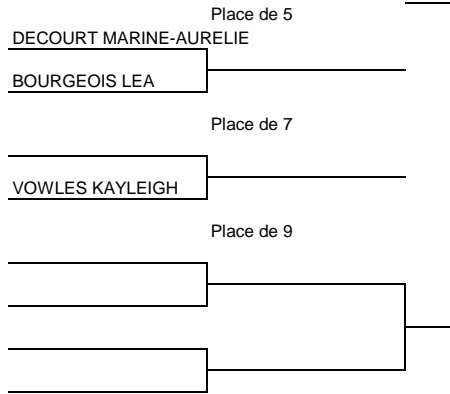 Place de 5
DECOURT MARINE-AURELIE
BOURGEOIS LEA
Place de 7
VOWLES KAYLEIGH
Place de 9